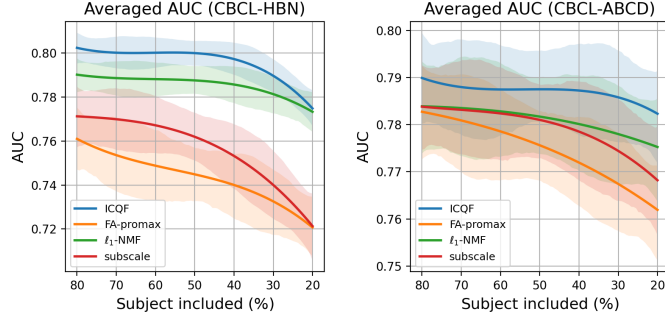 Averaged AUC (CBCL-HBN)
AUC
0.80
0.78
0.76
0.74
0.72
ICQF
FA-promax
ℓ1-NMF
subscale
80 70 60 50 40 30 20
Subject included (%)
Averaged AUC (CBCL-ABCD)
AUC
0.80
0.79
0.78
0.77
0.76
0.75
ICQF
FA-promax
ℓ1-NMF
subscale
80 70 60 50 40 30 20
Subject included (%)